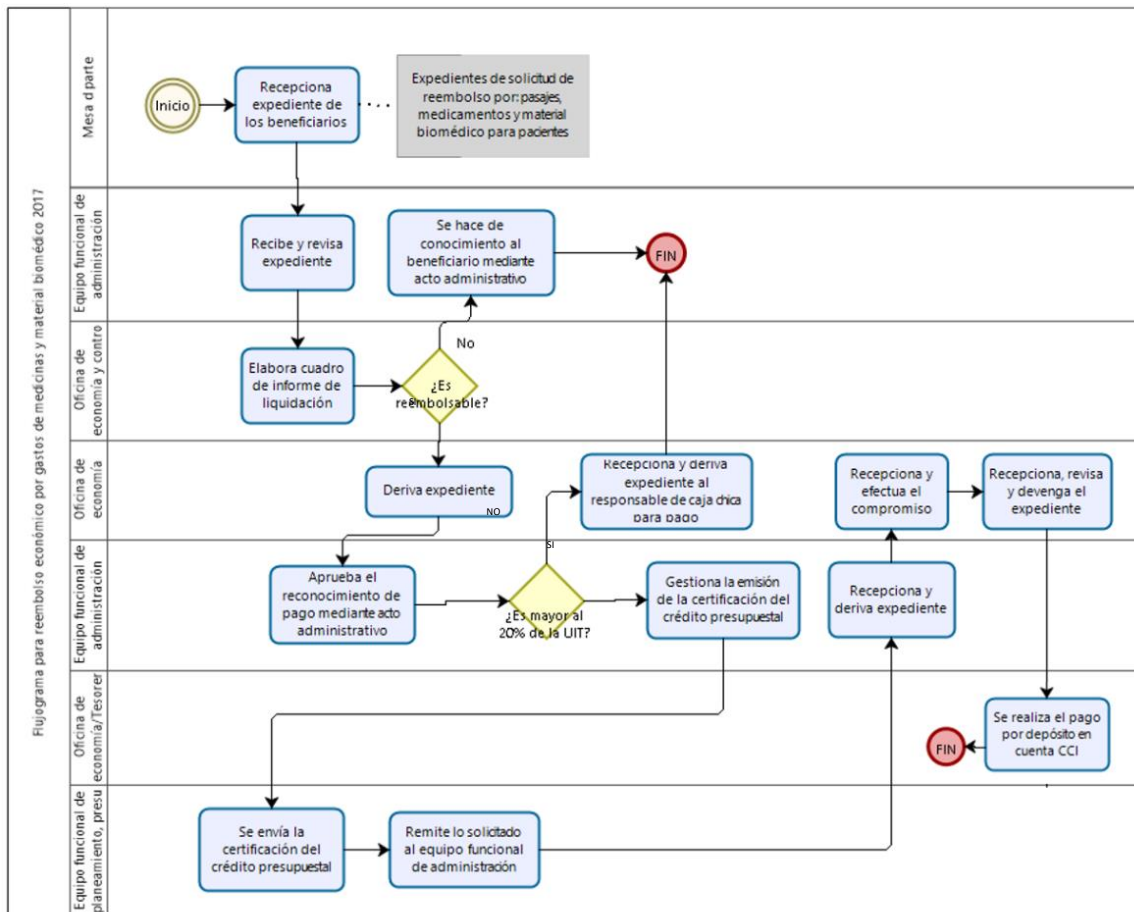 Flujograma para reembolso económico por gastos de medicinas y material biomédico 2017
Mesa d parte
Inicio
Recepciona
expediente de
los beneficiarios
Expedientes de solicitud de
reembolso por: pasajes,
medicamentos y material
biomédico para pacientes
Equipo funcional de
administración
Recibe y revisa
expediente
Se hace de
conocimiento al
beneficiario mediante
acto administrativo
FIN
Oficina de
economía y contro
Elabora cuadro
de informe de
liquidación
No
¿Es
reembolsable?
Oficina de
economía
Deriva expediente
NO
Recepciona y deriva
expediente al
responsable de caja chica
para pago
Recepciona y
efectua el
compromiso
Recepciona, revisa
y devenga el
expediente
Equipo funcional de
administración
Aprueba el
reconocimiento de
pago mediante acto
administrativo
SI
¿Es mayor al
20% de la UIT?
Gestiona la emisión
de la certificación del
crédito presupuestal
Recepciona y
deriva expediente
Oficina de
economía/Tesorer
FIN
Se realiza el pago
por depósito en
cuenta CCI
Equipo funcional de
planeamiento, presu
Se envía la
certificación del
crédito presupuestal
Remite lo solicitado
al equipo funcional
de administración